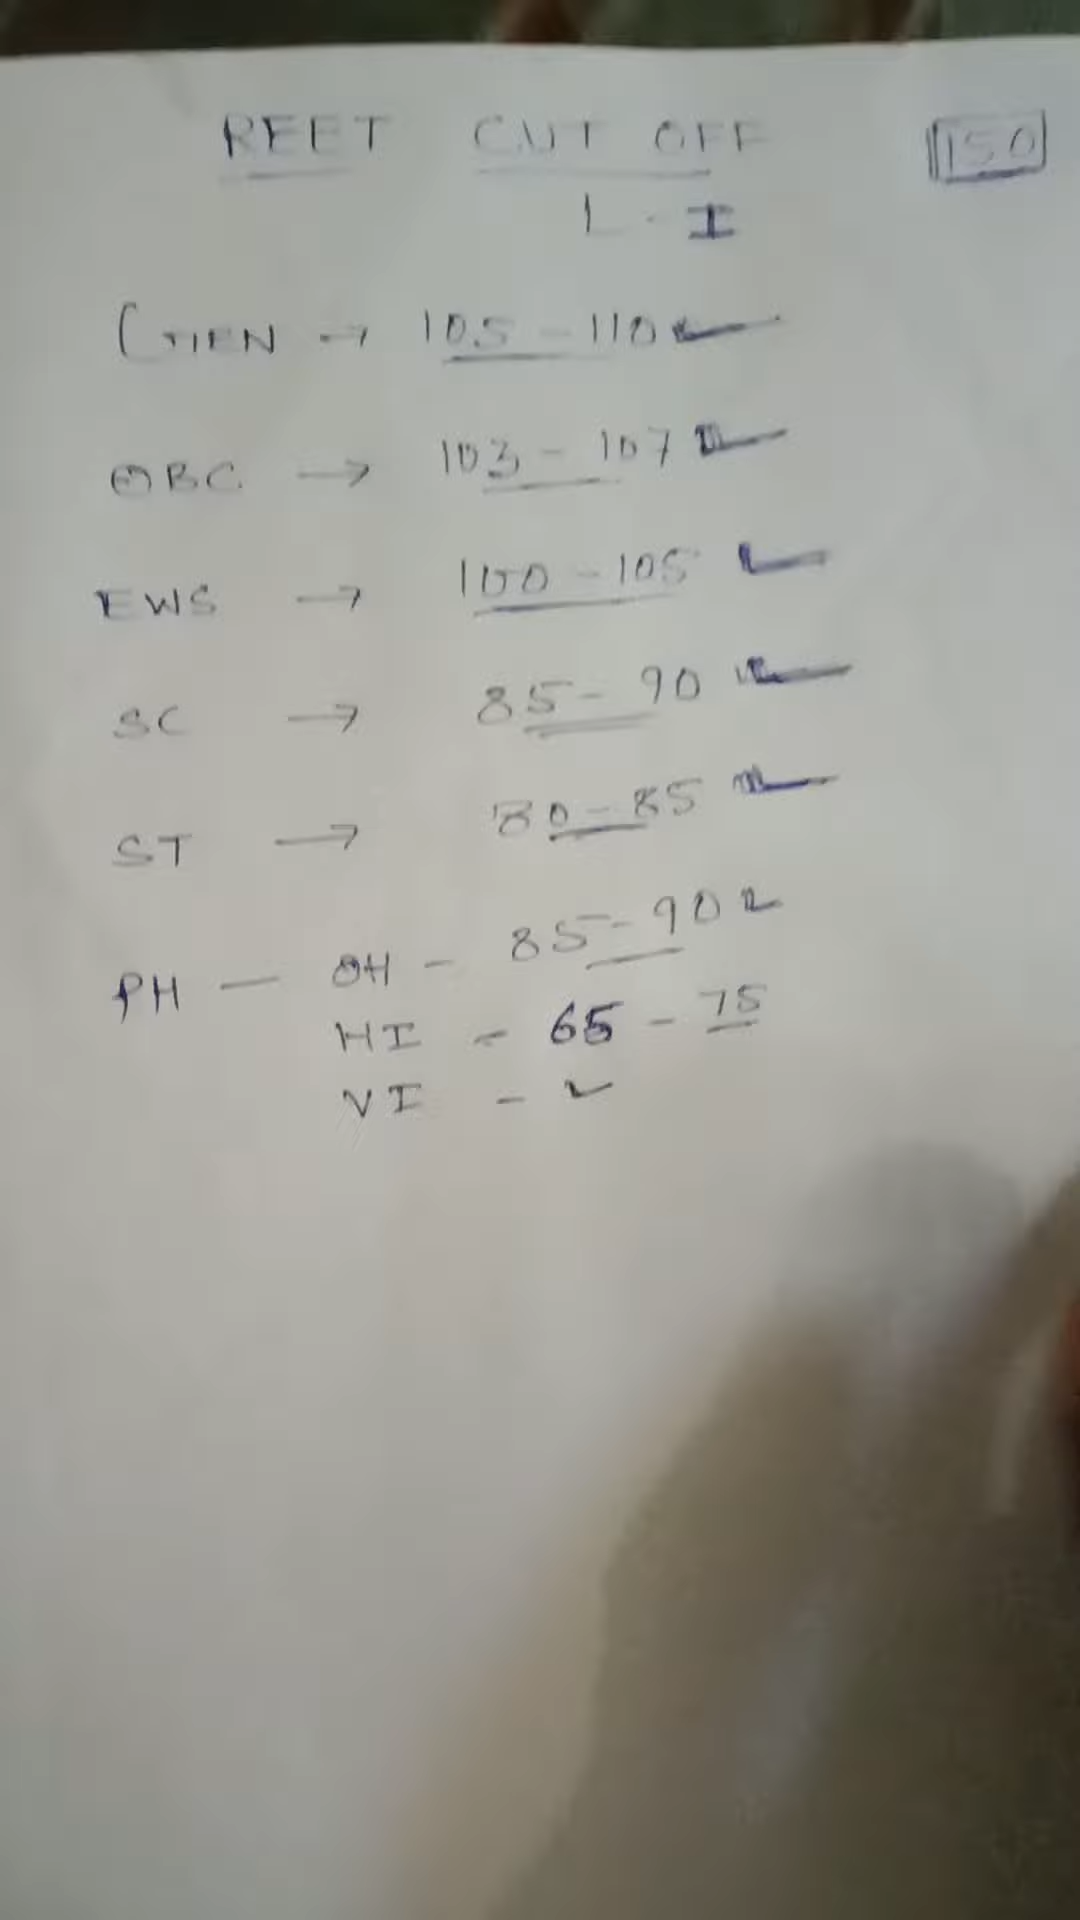 REET CUT OFF 150
L-I
GEN → 105-110 ✓
OBC → 103-107 ✓
EWS → 100-105 ✓
SC → 85-90 ✓
ST → 80-85 ✓
PH - OH - 85-90 ✓
HI - 65-75
VI - ✓